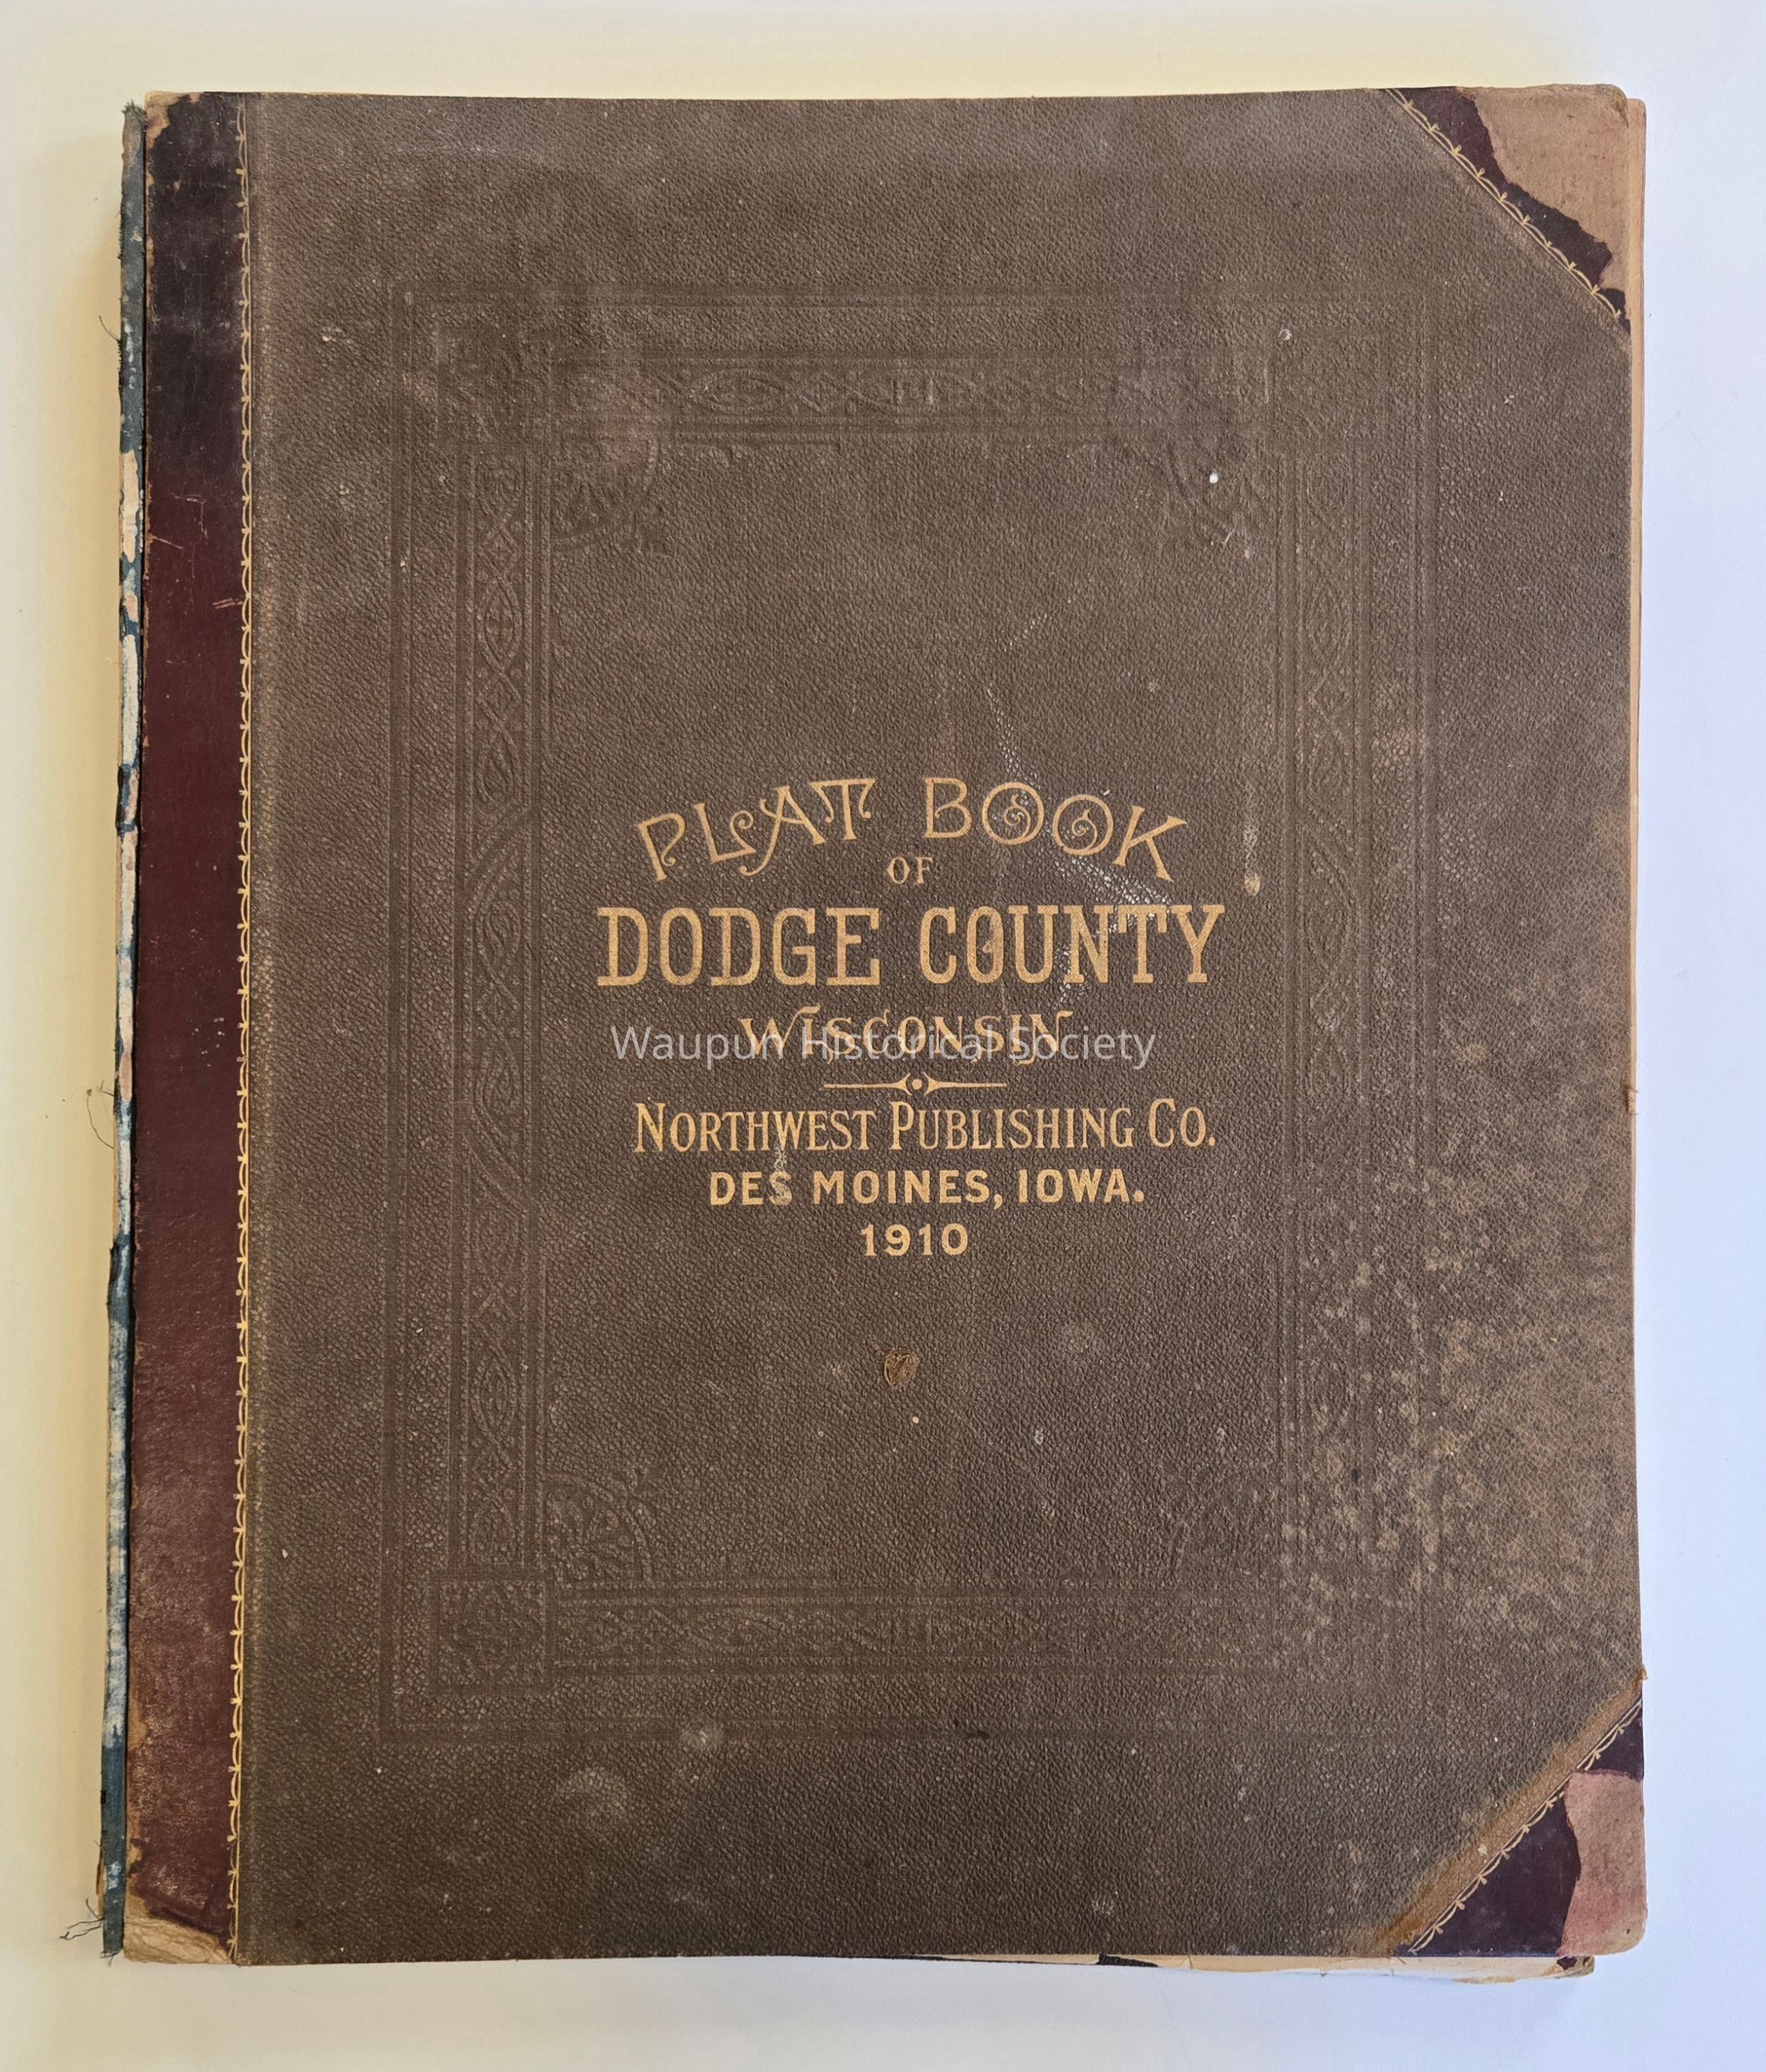 PLAT BOOK
OF
DODGE COUNTY
WISCONSIN
Waupun Historical Society
NORTHWEST PUBLISHING CO.
DES MOINES, IOWA.
1910